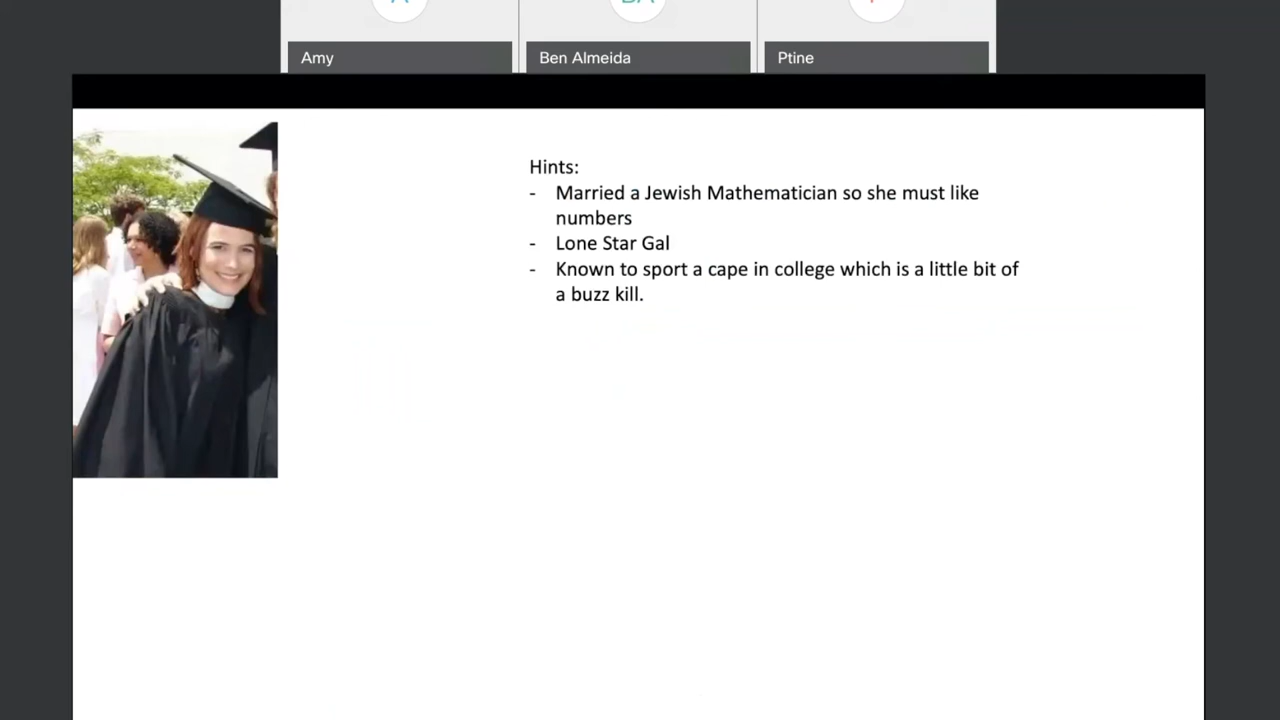 Amy
Ben Almeida
Ptine
Hints:
- Married a Jewish Mathematician so she must like
numbers
- Lone Star Gal
- Known to sport a cape in college which is a little bit of
a buzz kill.